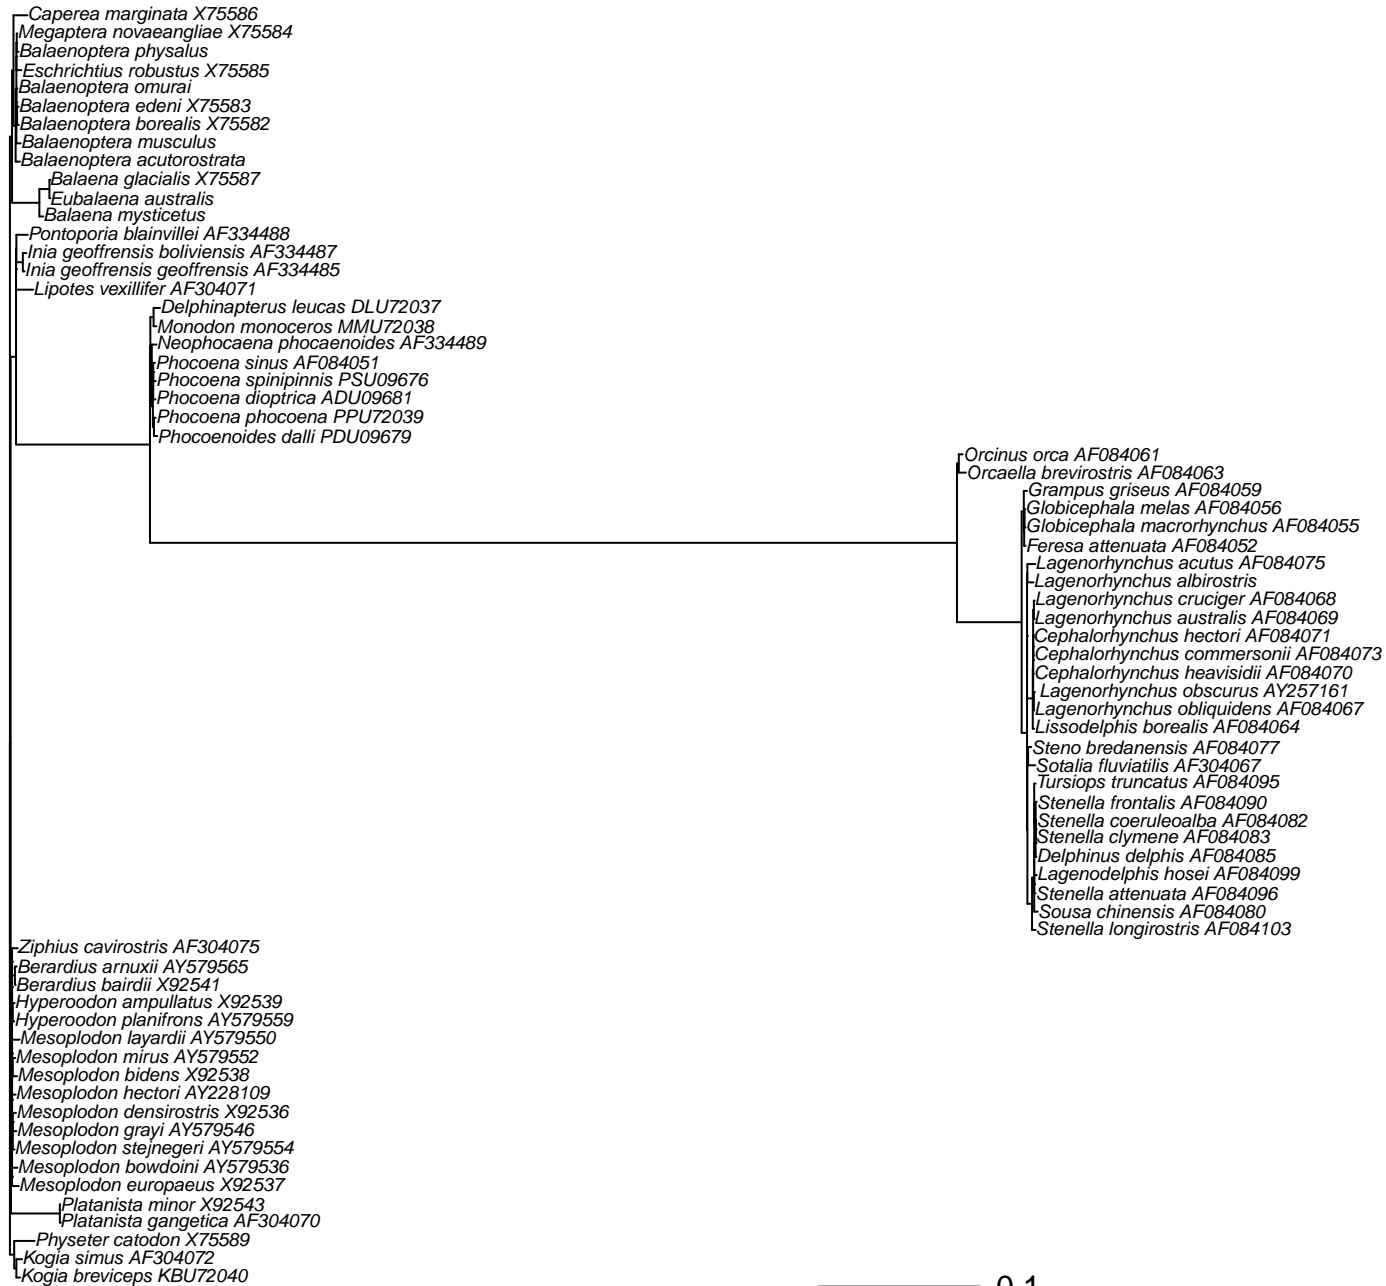 Caperea marginata X75586
Megaptera novaeangliae X75584
Balaenoptera physalus
Eschrichtius robustus X75585
Balaenoptera omurai
Balaenoptera edeni X75583
Balaenoptera borealis X75582
Balaenoptera musculus
Balaenoptera acutorostrata
Balaena glacialis X75587
Eubalaena australis
Balaena mysticetus
Pontoporia blainvillei AF334488
Inia geoffrensis boliviensis AF334487
Inia geoffrensis geoffrensis AF334485
Lipotes vexillifer AF304071
Delphinapterus leucas DLU72037
Monodon monoceros MMU72038
Neophocaena phocaenoides AF334489
Phocoena sinus AF084051
Phocoena spinipinnis PSU09676
Phocoena dioptrica ADU09681
Phocoena phocoena PPU72039
Phocoenoides dalli PDU09679
Orcinus orca AF084061
Orcaella brevirostris AF084063
Grampus griseus AF084059
Globicephala melas AF084056
Globicephala macrorhynchus AF084055
Feresa attenuata AF084052
Lagenorhynchus acutus AF084075
Lagenorhynchus albirostris
Lagenorhynchus cruciger AF084068
Lagenorhynchus australis AF084069
Cephalorhynchus hectori AF084071
Cephalorhynchus commersonii AF084073
Cephalorhynchus heavisidii AF084070
Lagenorhynchus obscurus AY257161
Lagenorhynchus obliquidens AF084067
Lissodelphis borealis AF084064
Steno bredanensis AF084077
Sotalia fluviatilis AF304067
Tursiops truncatus AF084095
Stenella frontalis AF084090
Stenella coeruleoalba AF084082
Stenella clymene AF084083
Delphinus delphis AF084085
Lagenodelphis hosei AF084099
Stenella attenuata AF084096
Sousa chinensis AF084080
Stenella longirostris AF084103
Ziphius cavirostris AF304075
Berardius arnuxii AY579565
Berardius bairdii X92541
Hyperoodon ampullatus X92539
Hyperoodon planifrons AY579559
Mesoplodon layardii AY579550
Mesoplodon mirus AY579552
Mesoplodon bidens X92538
Mesoplodon hectori AY228109
Mesoplodon densirostris X92536
Mesoplodon grayi AY579546
Mesoplodon stejnegeri AY579554
Mesoplodon bowdoini AY579536
Mesoplodon europaeus X92537
Platanista minor X92543
Platanista gangetica AF304070
Physeter catodon X75589
Kogia simus AF304072
Kogia breviceps KBU72040
0.1